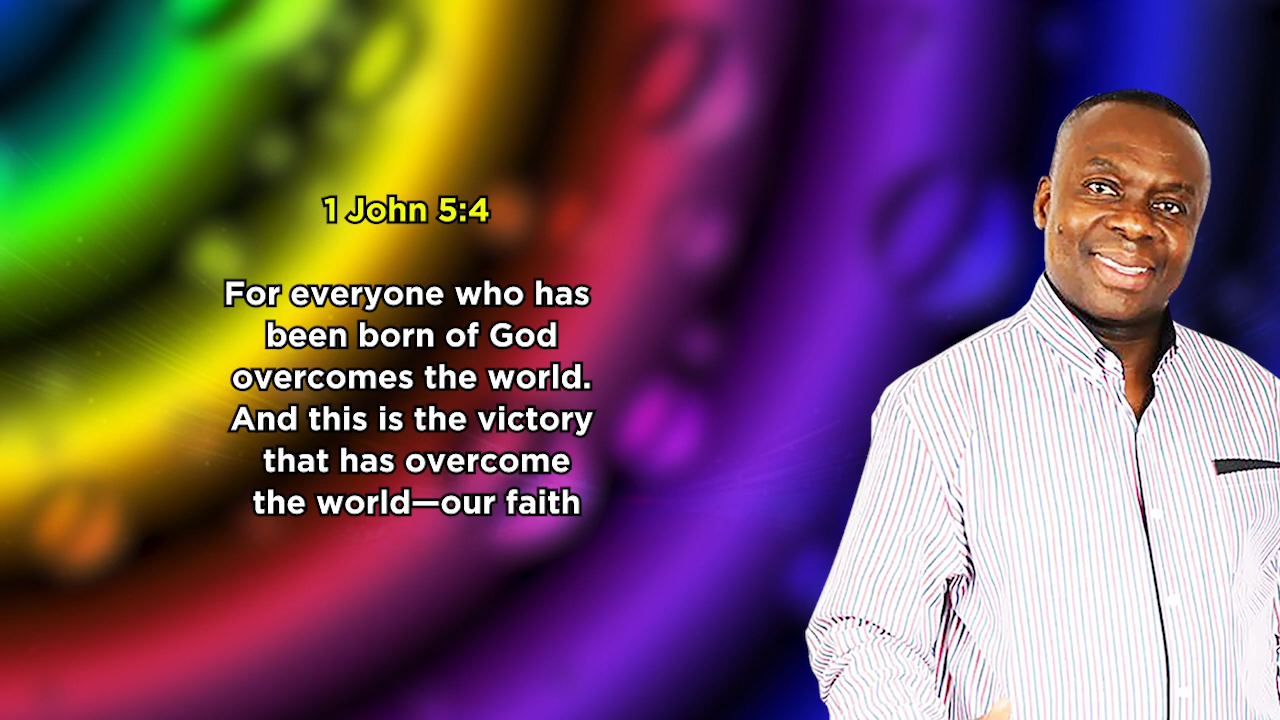 1 John 5:4
For everyone who has
been born of God
overcomes the world.
And this is the victory
that has overcome
the world—our faith